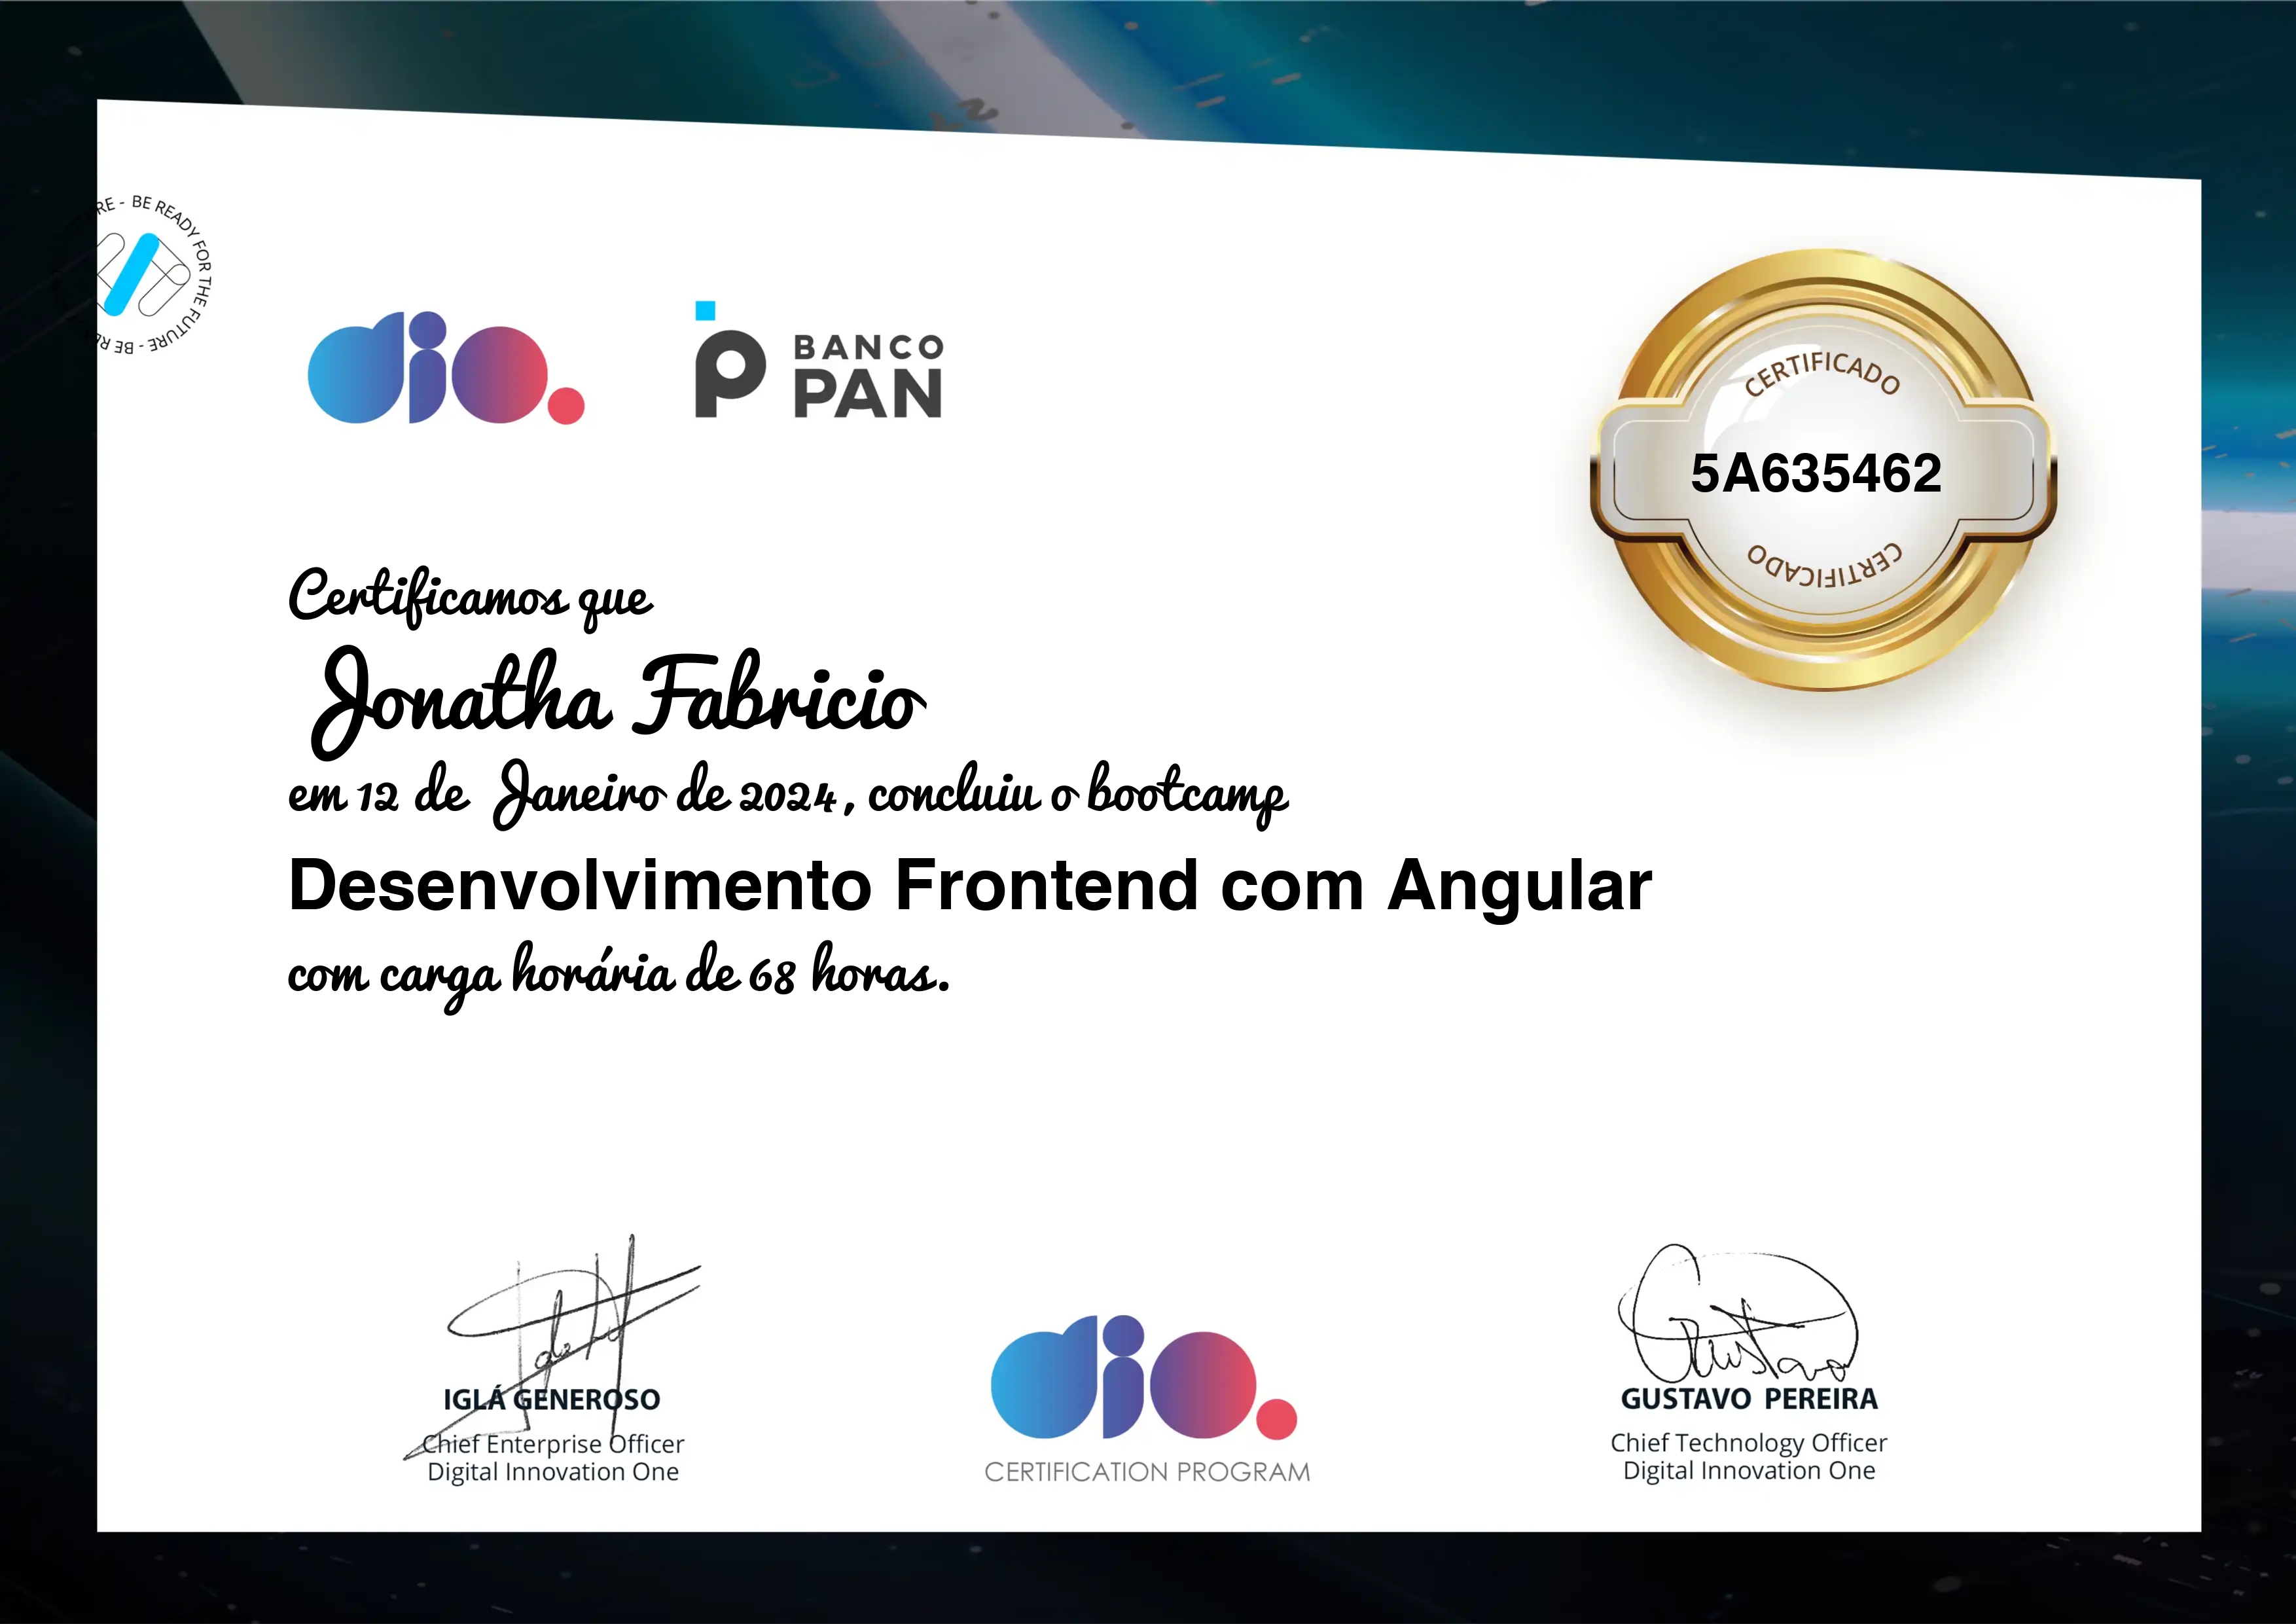 RE - BE READY FOR THE FUTURE - BE RE
dio.
BANCO
PAN
CERTIFICADO
5A635462
CERTIFICADO
Certificamos que
Jonatha Fabricio
em 12 de Janeiro de 2024, concluiu o bootcamp
Desenvolvimento Frontend com Angular
com carga horária de 68 horas.
IGLÁ GENEROSO
Chief Enterprise Officer
Digital Innovation One
dio.
CERTIFICATION PROGRAM
Gustavo
GUSTAVO PEREIRA
Chief Technology Officer
Digital Innovation One